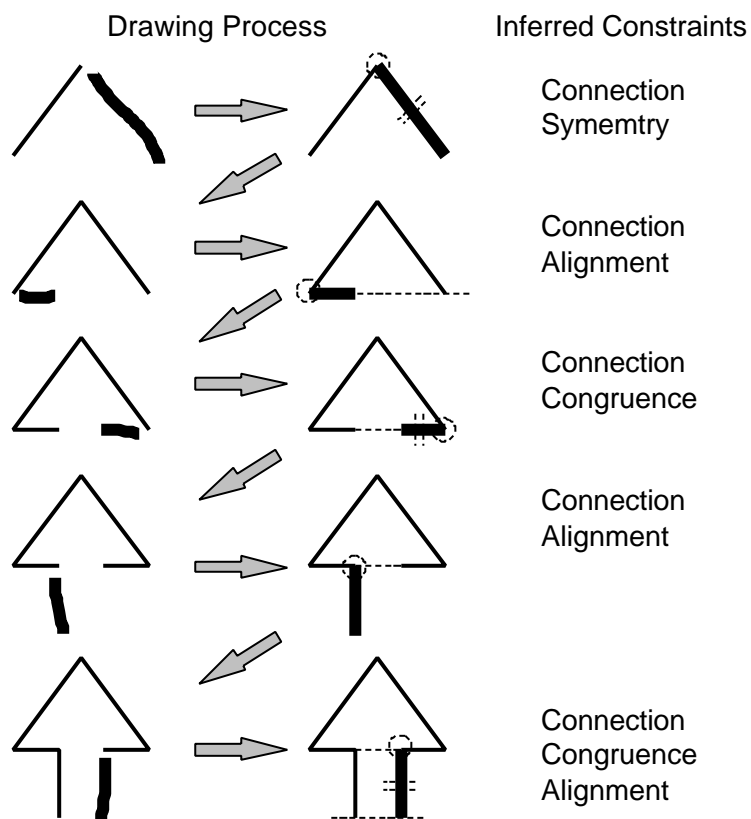 Drawing Process Inferred Constraints
Connection
Symemtry
Connection
Alignment
Connection
Congruence
Connection
Alignment
Connection
Congruence
Alignment